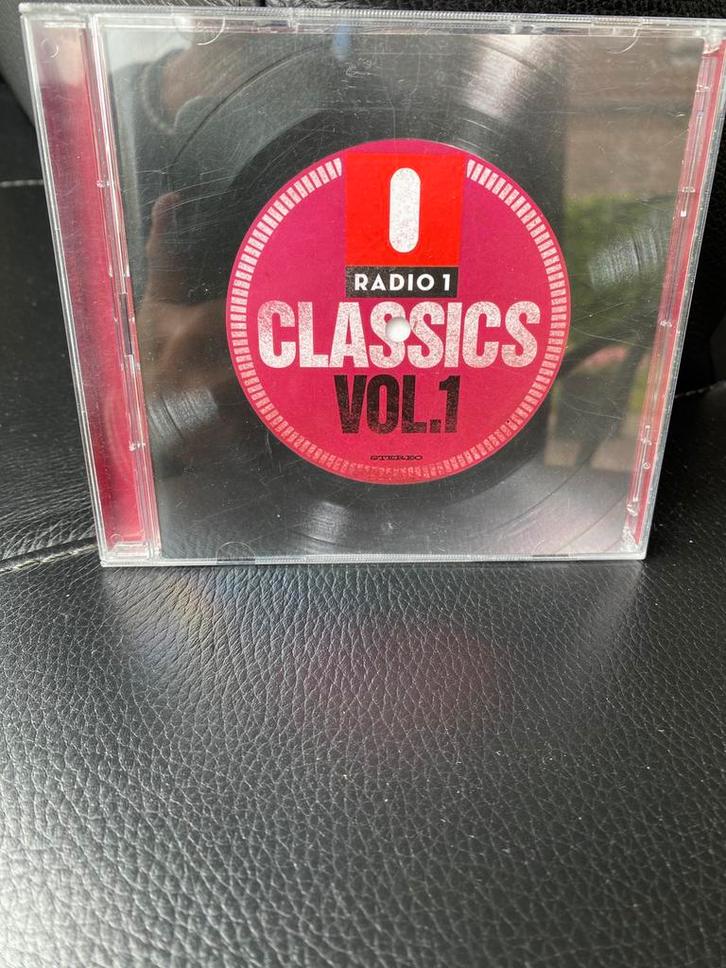 RADIO 1
CLASSICS
VOL.1
STEREO